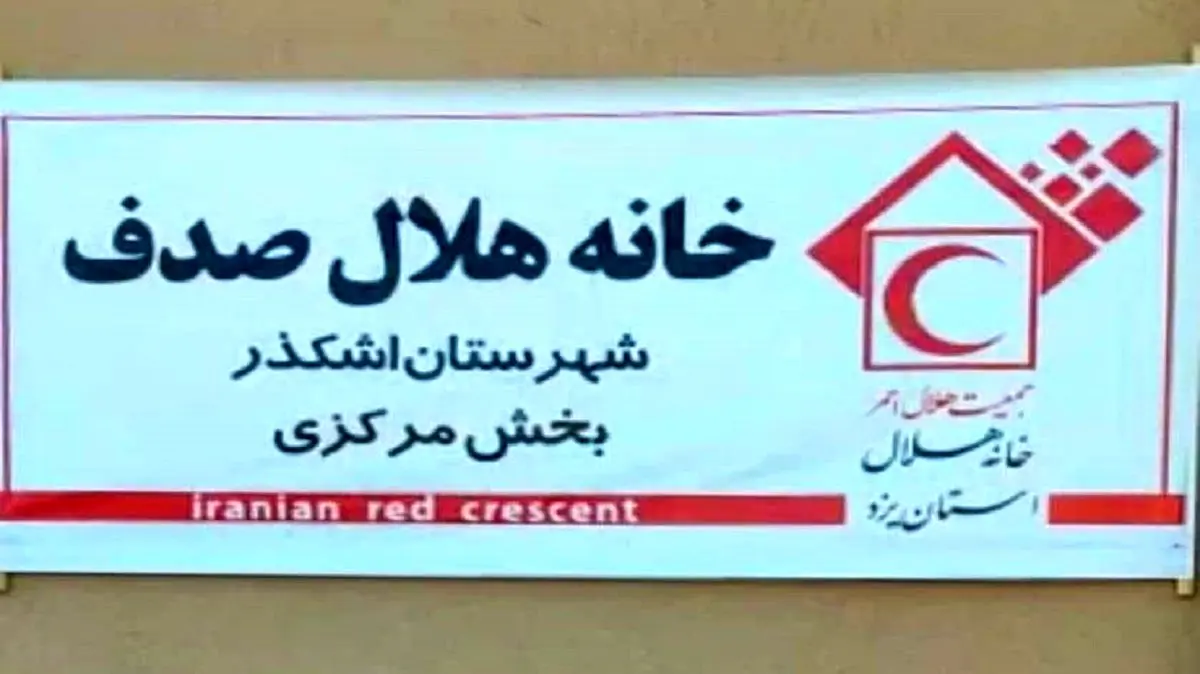 خانه هلال صدف
شهرستان اشکذر
بخش مرکزی
iranian red crescent
جمعیت هلال احمر
خانه هلال
استان یزد